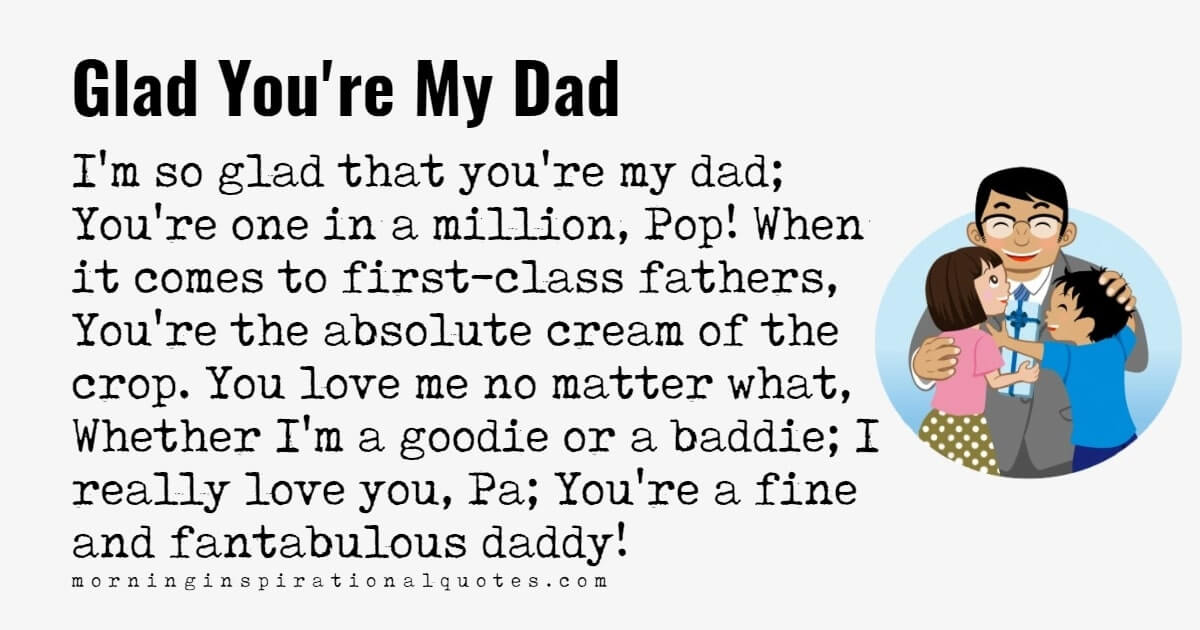 Glad You're My Dad
I'm so glad that you're my dad;
You're one in a million, Pop! When
it comes to first-class fathers,
You're the absolute cream of the
crop. You love me no matter what,
Whether I'm a goodie or a baddie; I
really love you, Pa; You're a fine
and fantabulous daddy!
morninginspirationalquotes.com